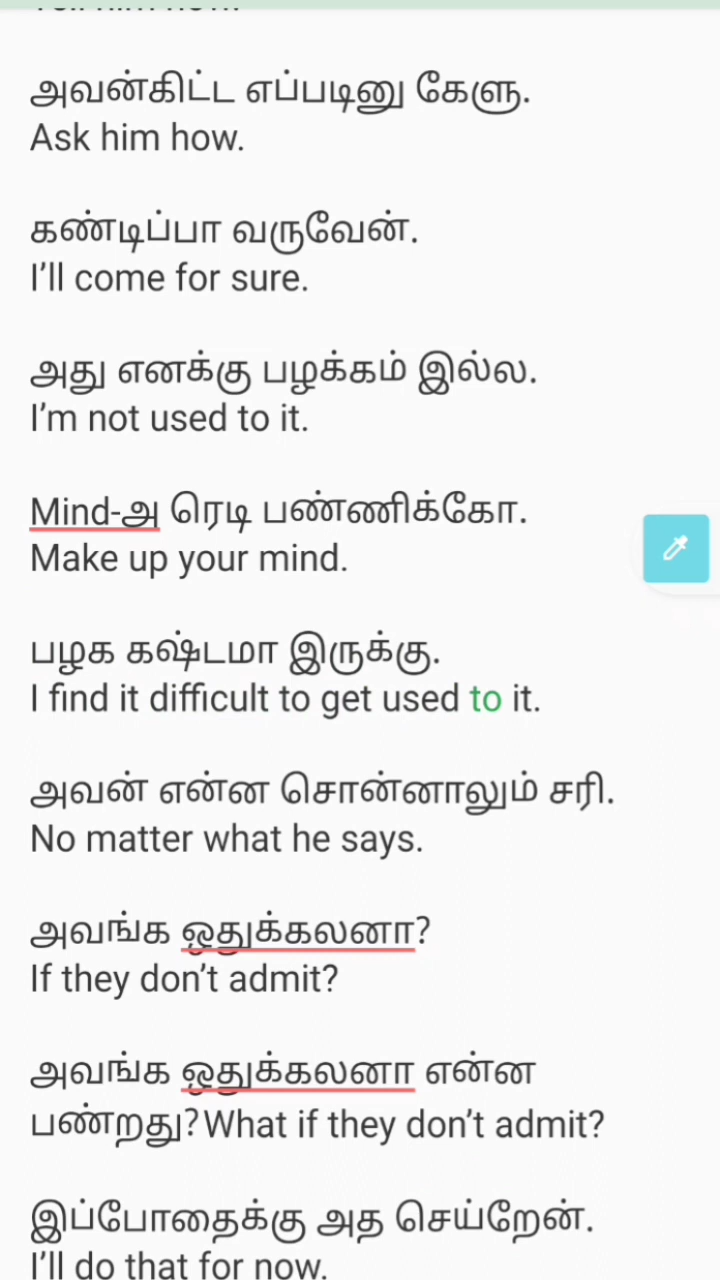 அவன்கிட்ட எப்படினு கேளு.
Ask him how.
கண்டிப்பா வருவேன்.
I’ll come for sure.
அது எனக்கு பழக்கம் இல்ல.
I’m not used to it.
Mind-அ ரெடி பண்ணிக்கோ.
Make up your mind.
பழக கஷ்டமா இருக்கு.
I find it difficult to get used to it.
அவன் என்ன சொன்னாலும் சரி.
No matter what he says.
அவங்க ஒதுக்கலனா?
If they don’t admit?
அவங்க ஒதுக்கலனா என்ன
பண்றது?What if they don’t admit?
இப்போதைக்கு அத செய்றேன்.
I’ll do that for now.